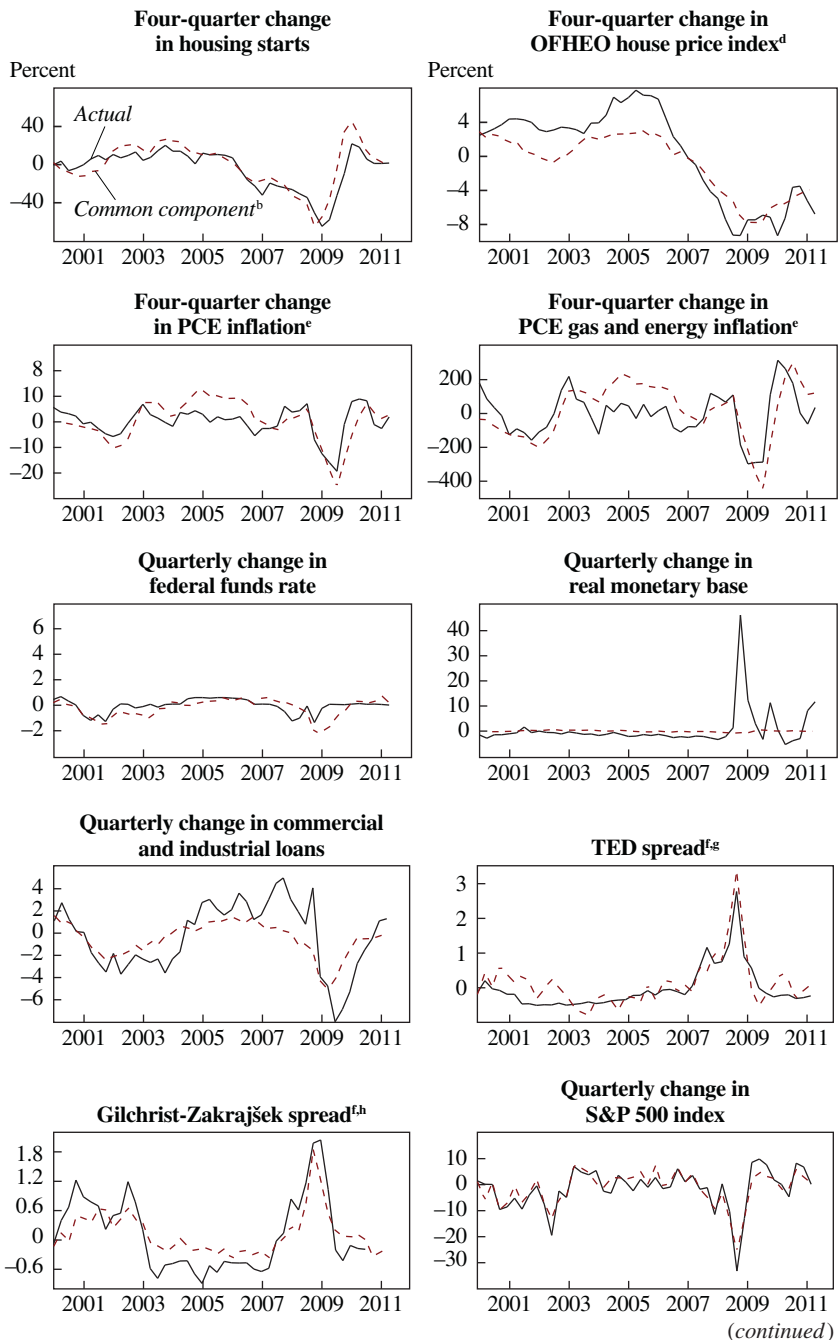 Four-quarter change
in housing starts
Percent
40
0
–40
Actual
Common componentᵇ
2001 2003 2005 2007 2009 2011
Four-quarter change in
OFHEO house price indexᵈ
Percent
4
0
–4
–8
2001 2003 2005 2007 2009 2011
Four-quarter change
in PCE inflationᵉ
8
10
0
–10
–20
2001 2003 2005 2007 2009 2011
Four-quarter change in
PCE gas and energy inflationᵉ
200
0
–200
–400
2001 2003 2005 2007 2009 2011
Quarterly change in
federal funds rate
6
4
2
0
–2
2001 2003 2005 2007 2009 2011
Quarterly change in
real monetary base
40
30
20
10
0
2001 2003 2005 2007 2009 2011
Quarterly change in commercial
and industrial loans
4
2
0
–2
–4
–6
2001 2003 2005 2007 2009 2011
TED spreadᶠ,ᵍ
3
2
1
0
2001 2003 2005 2007 2009 2011
Gilchrist-Zakrajšek spreadᶠ,ʰ
1.8
1.2
0.6
0
–0.6
2001 2003 2005 2007 2009 2011
Quarterly change in
S&P 500 index
10
0
–10
–20
–30
2001 2003 2005 2007 2009 2011
(continued)